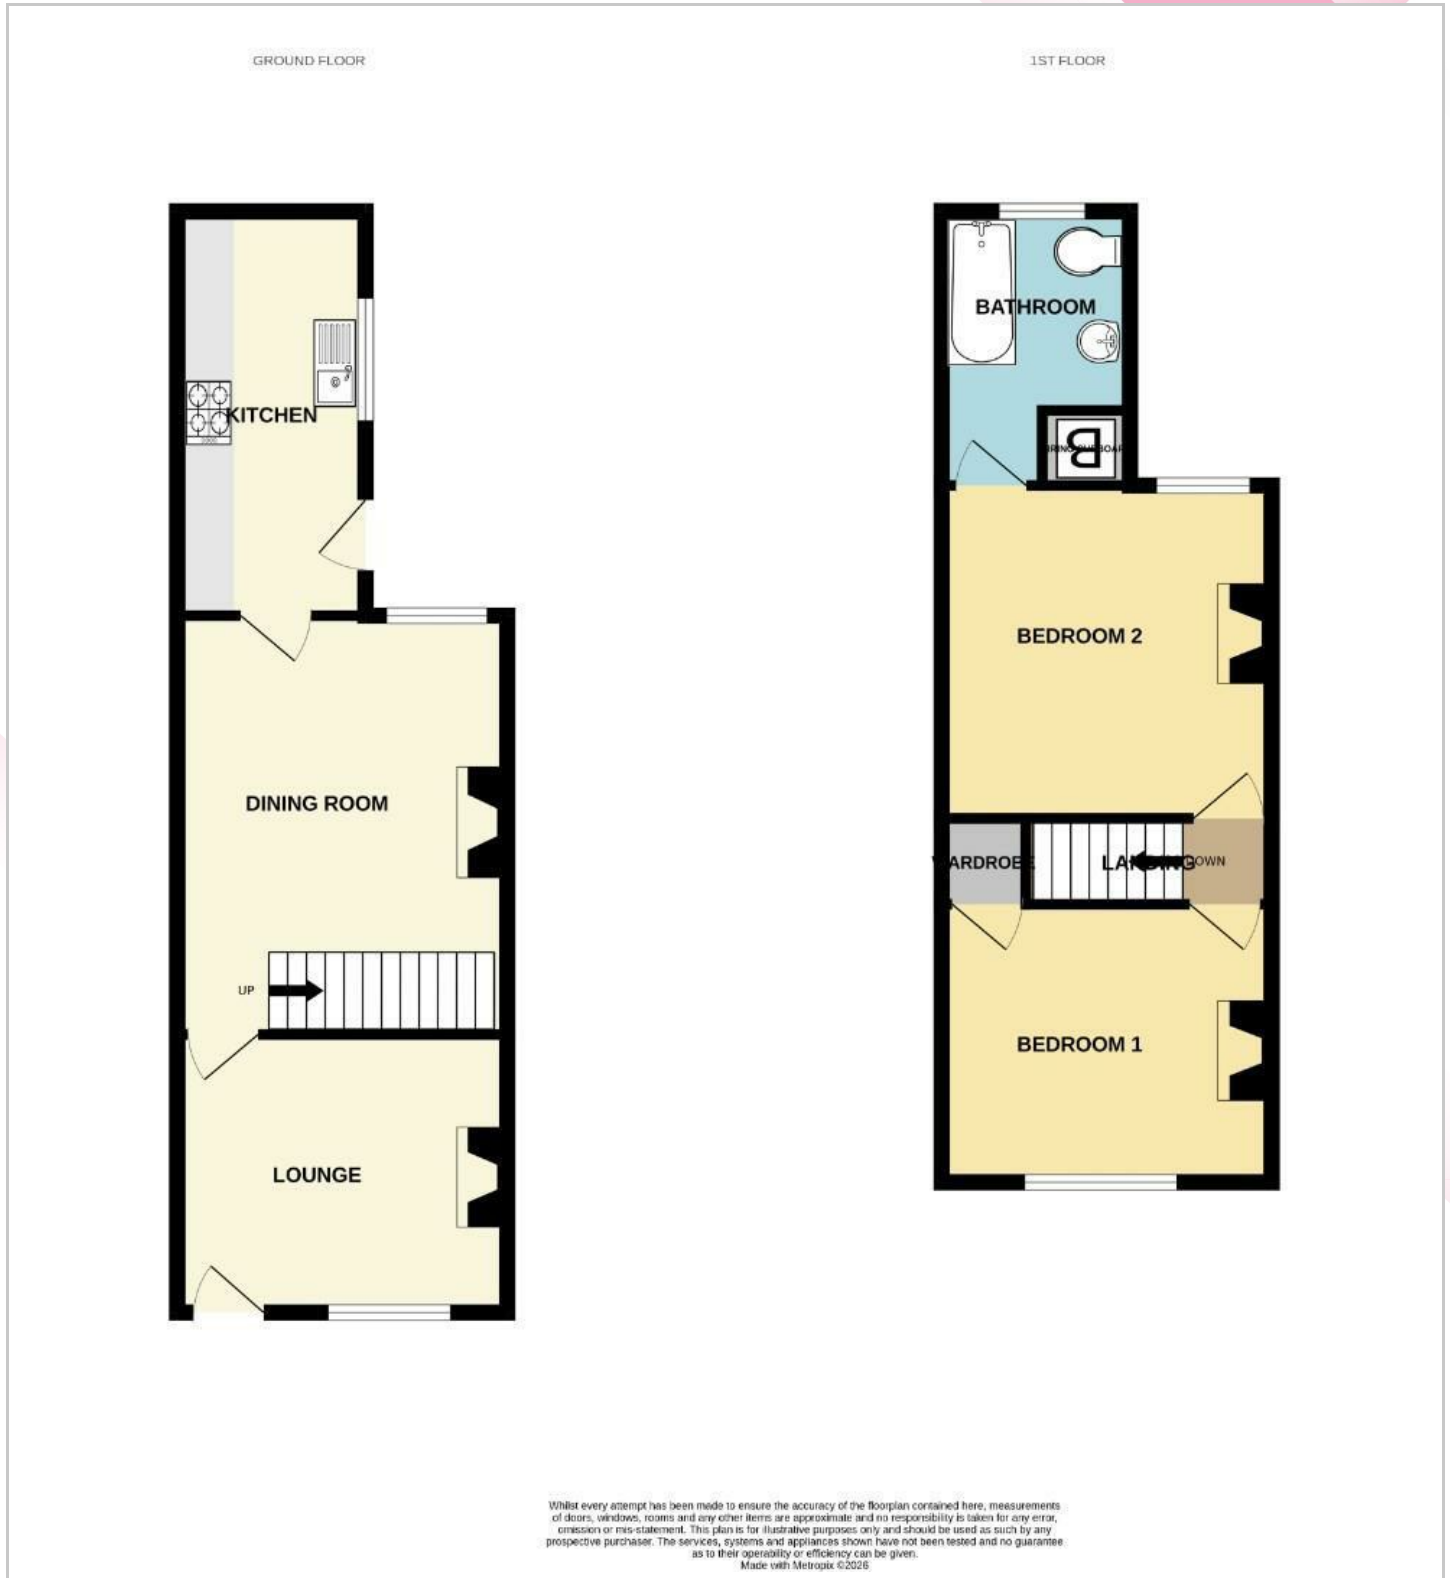 GROUND FLOOR
1ST FLOOR
KITCHEN
DINING ROOM
UP
LOUNGE
BATHROOM
B
BEDROOM 2
WARDROBE
LANDING
DOWN
BEDROOM 1
Whilst every attempt has been made to ensure the accuracy of the floorplan contained here, measurements
of doors, windows, rooms and any other items are approximate and no responsibility is taken for any error,
omission or mis-statement. This plan is for illustrative purposes only and should be used as such by any
prospective purchaser. The services, systems and appliances shown have not been tested and no guarantee
as to their operability or efficiency can be given.
Made with Metropix ©2026